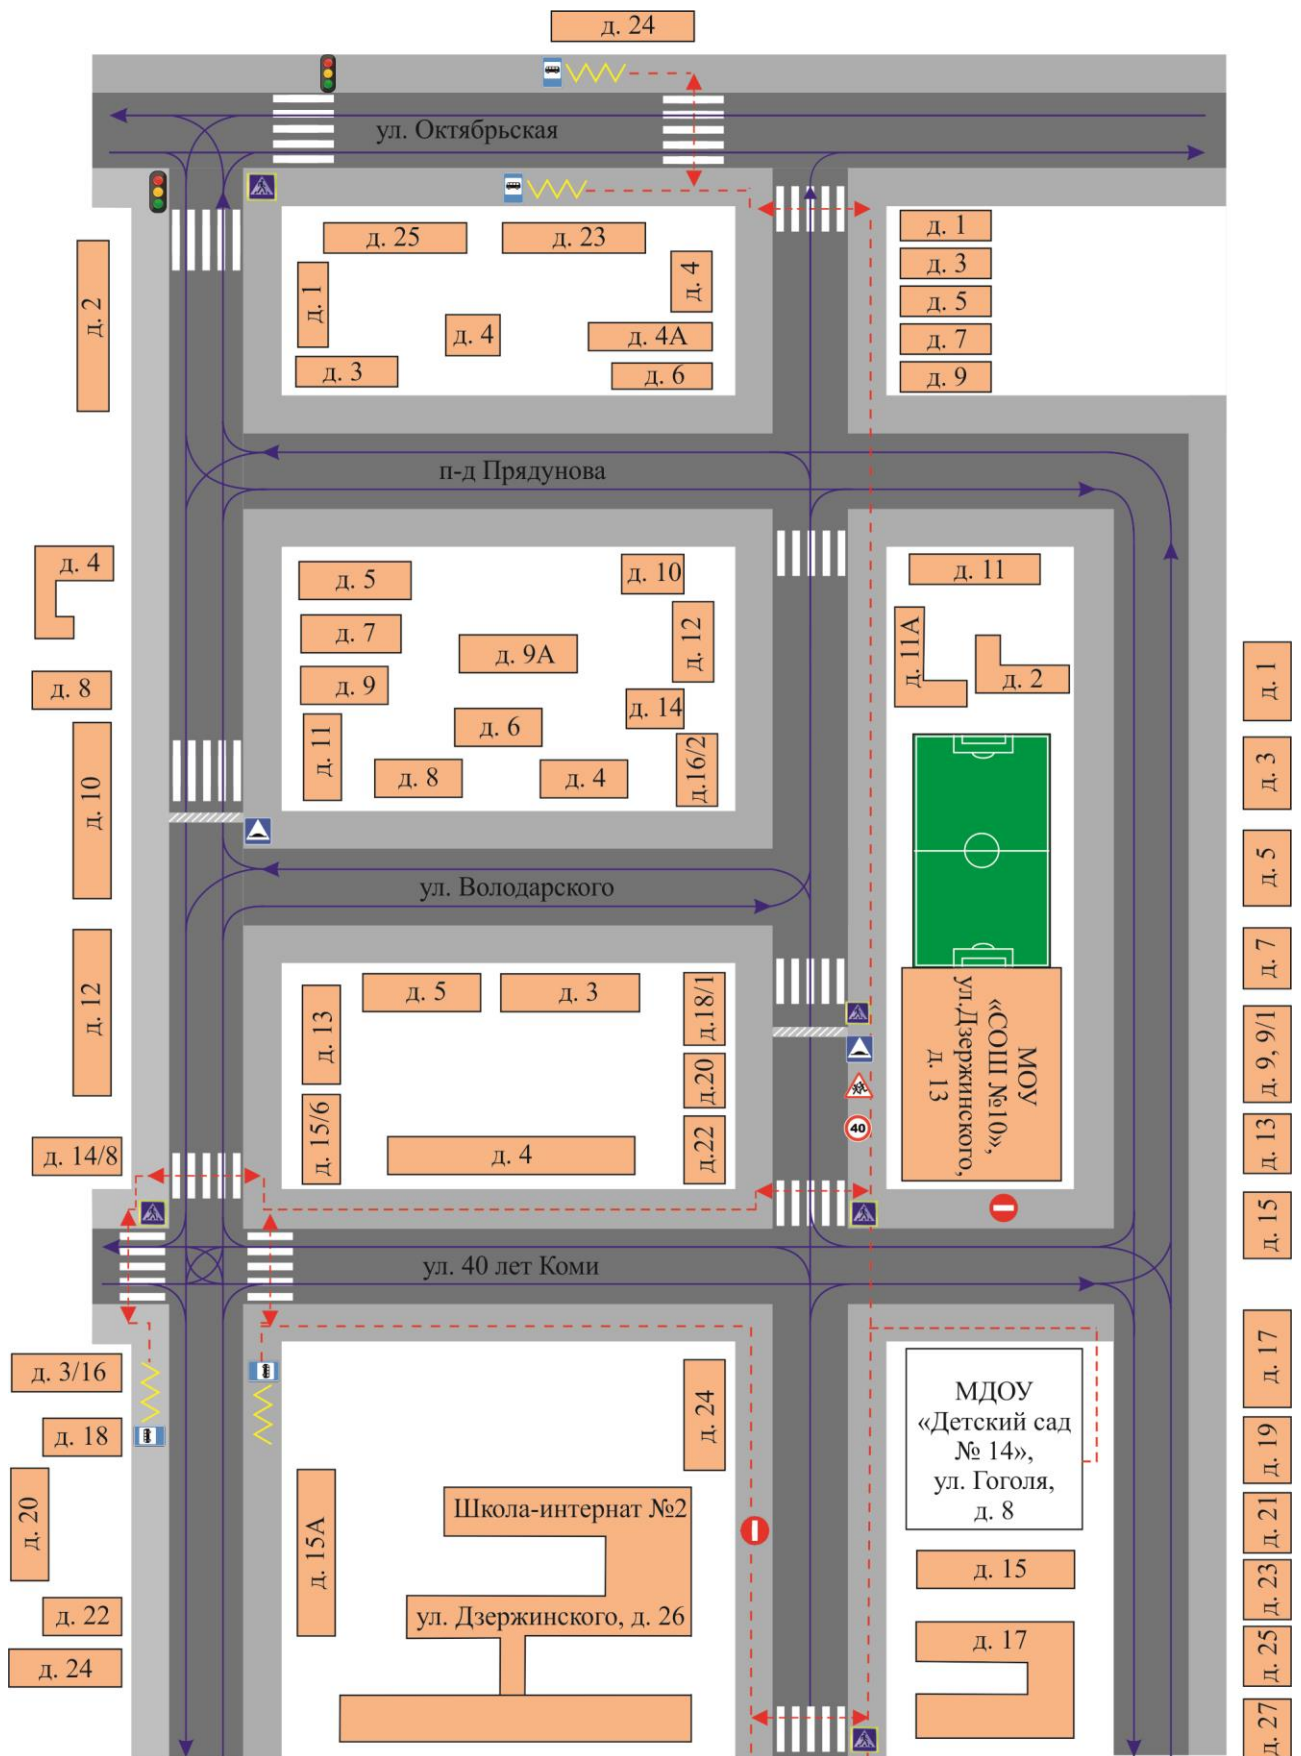 д. 24
ул. Октябрьская
д. 25
д. 23
д. 1
д. 2
д. 1
д. 4
д. 3
д. 4
д. 4А
д. 5
д. 7
д. 3
д. 6
д. 9
п-д Прядунова
д. 4
д. 5
д. 10
д. 11
д. 7
д. 9А
д. 12
д. 11А
д. 2
д. 1
д. 8
д. 9
д. 14
д. 6
д. 11
д. 8
д. 4
д.16/2
д. 3
д. 10
д. 5
ул. Володарского
д. 12
д. 7
д. 5
д. 3
д.18/1
д. 13
МОУ
«СОШ №10»,
ул.Дзержинского,
д. 13
д. 9, 9/1
д.20
40
д. 15/6
д. 4
д.22
д. 14/8
д. 13
д. 15
ул. 40 лет Коми
д. 3/16
д. 18
д. 24
МДОУ
«Детский сад
№ 14»,
ул. Гоголя,
д. 8
д. 17
д. 19
д. 20
д. 15А
Школа-интернат №2
ул. Дзержинского, д. 26
д. 21
д. 15
д. 23
д. 22
д. 17
д. 24
д. 25
д. 27